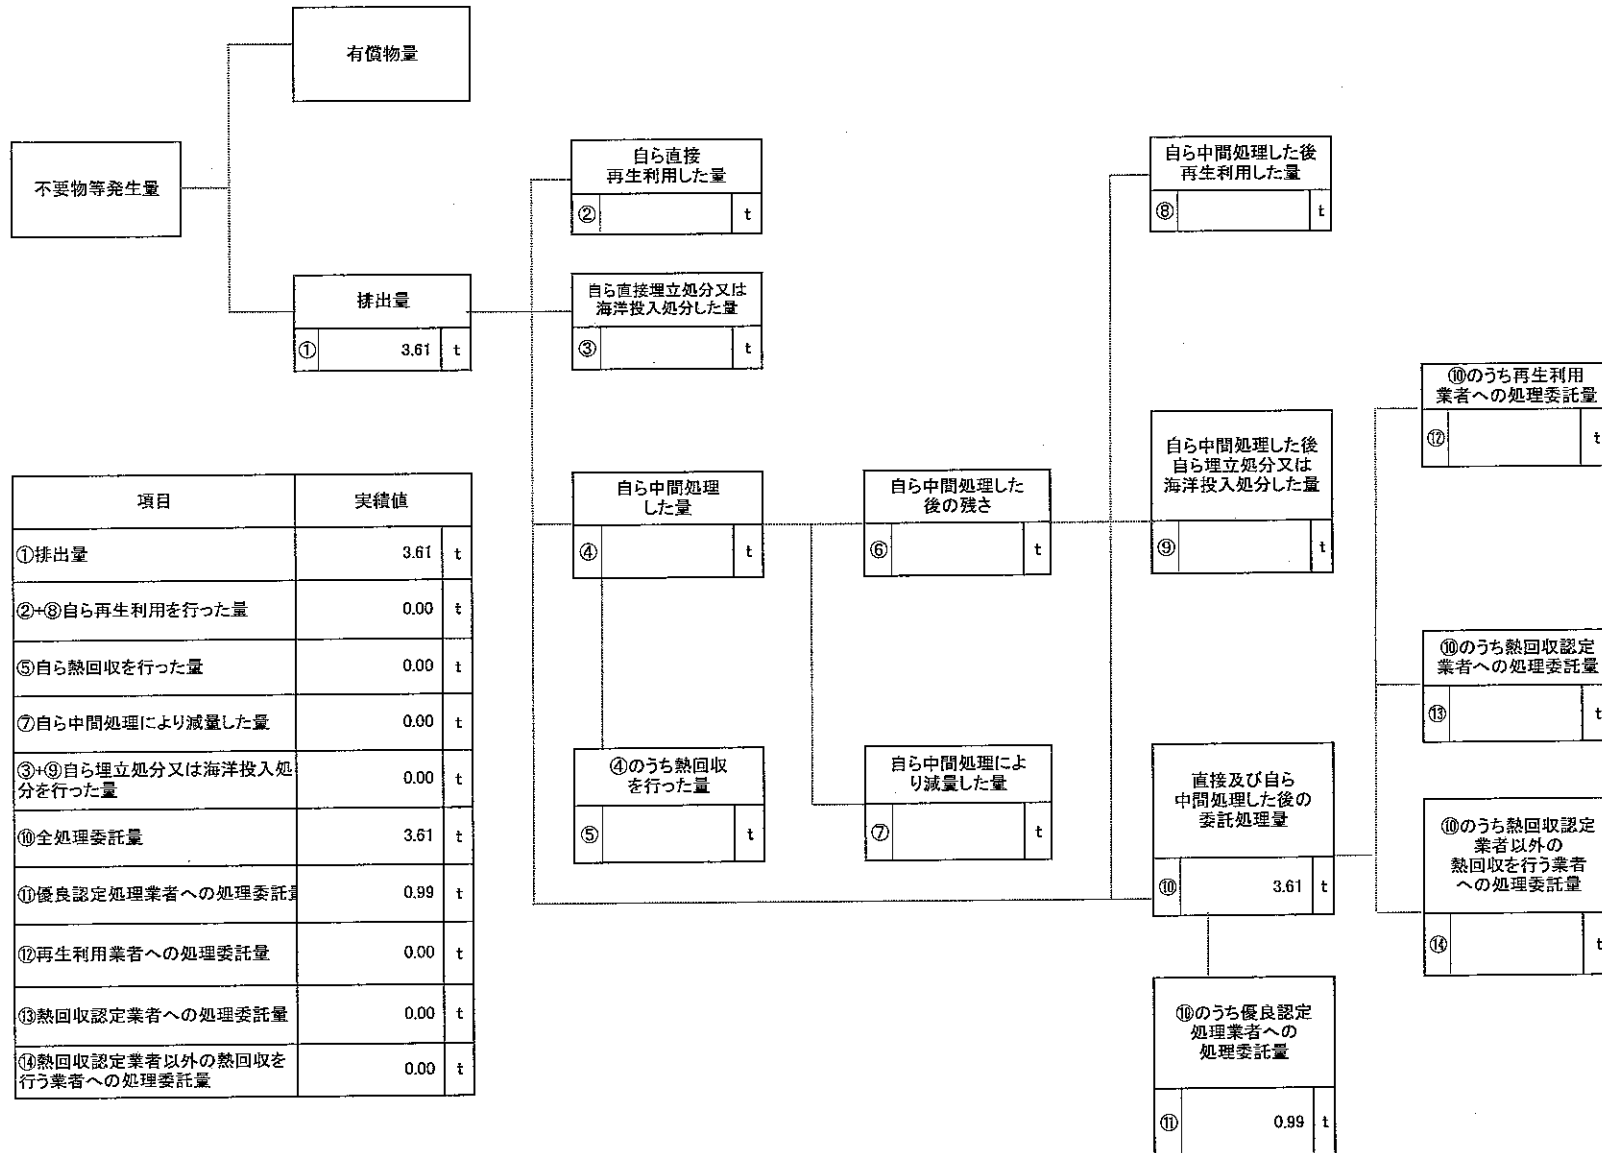 有償物量
不要物等発生量
排出量
① 3.61 t
自ら直接
再生利用した量
② t
自ら直接埋立処分又は
海洋投入処分した量
③ t
自ら中間処理
した量
④ t
④のうち熱回収
を行った量
⑤ t
自ら中間処理した
後の残さ
⑥ t
自ら中間処理によ
り減量した量
⑦ t
自ら中間処理した後
再生利用した量
⑧ t
自ら中間処理した後
自ら埋立処分又は
海洋投入処分した量
⑨ t
直接及び自ら
中間処理した後の
委託処理量
⑩ 3.61 t
⑩のうち優良認定
処理業者への
処理委託量
⑪ 0.99 t
⑩のうち再生利用
業者への処理委託量
⑫ t
⑩のうち熱回収認定
業者への処理委託量
⑬ t
⑩のうち熱回収認定
業者以外の
熱回収を行う業者
への処理委託量
⑭ t
項目 実績値
①排出量 3.61 t
②+⑧自ら再生利用を行った量 0.00 t
⑤自ら熱回収を行った量 0.00 t
⑦自ら中間処理により減量した量 0.00 t
③+⑨自ら埋立処分又は海洋投入処
分を行った量 0.00 t
⑩全処理委託量 3.61 t
⑪優良認定処理業者への処理委託量 0.99 t
⑫再生利用業者への処理委託量 0.00 t
⑬熱回収認定業者への処理委託量 0.00 t
⑭熱回収認定業者以外の熱回収を
行う業者への処理委託量 0.00 t